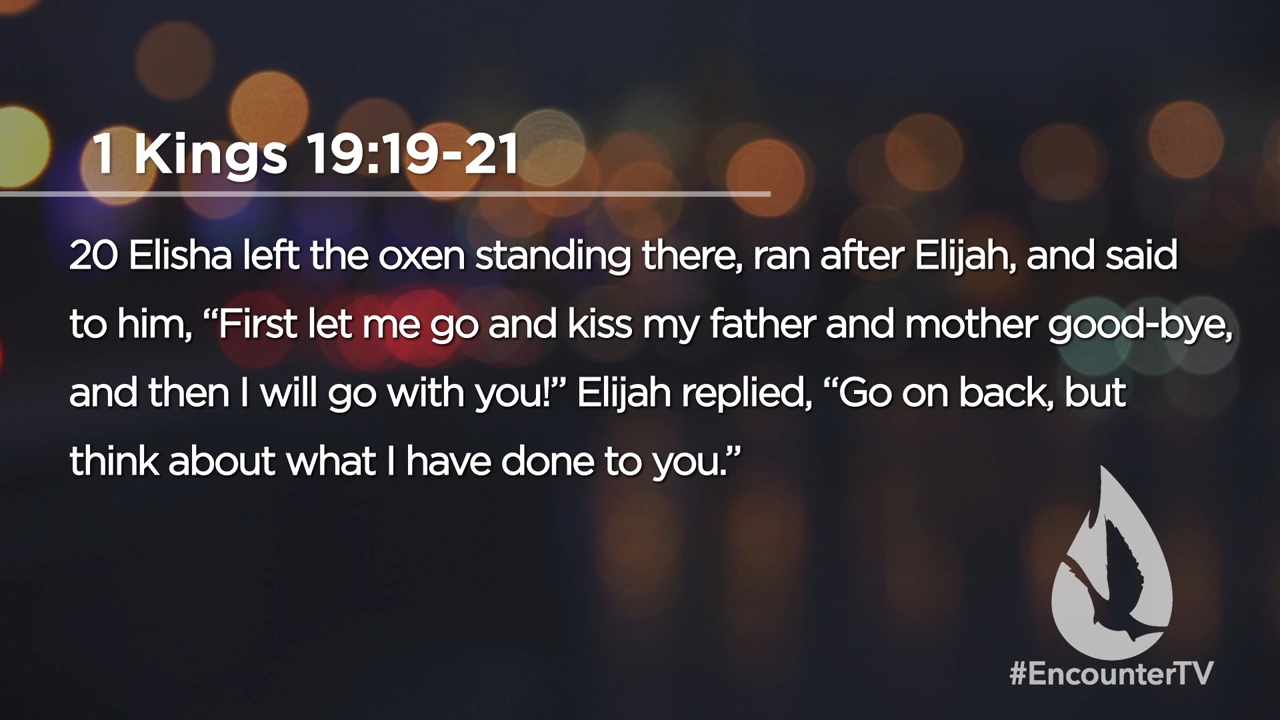 1 Kings 19:19-21
20 Elisha left the oxen standing there, ran after Elijah, and said
to him, “First let me go and kiss my father and mother good-bye,
and then I will go with you!” Elijah replied, “Go on back, but
think about what I have done to you.”
#EncounterTV